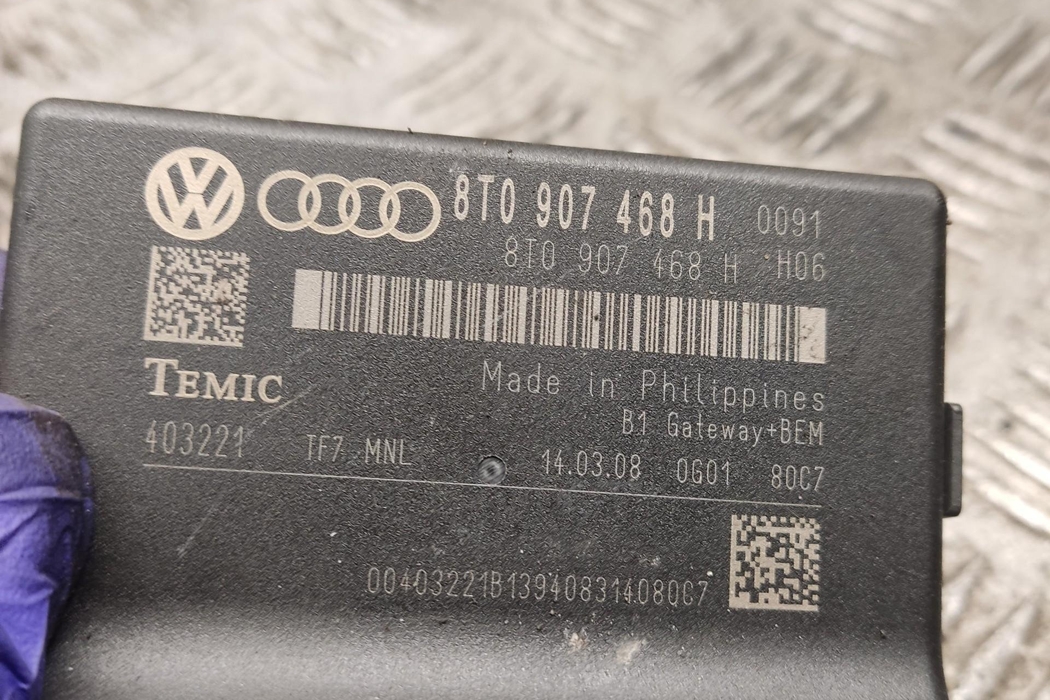 8T0 907 468 H 0091
8T0 907 468 H H06
TEMIC
Made in Philippines
B1 Gateway+BEM
403221 TF7 MNL 14.03.08 0G01 80C7
00403221B139408314080C7